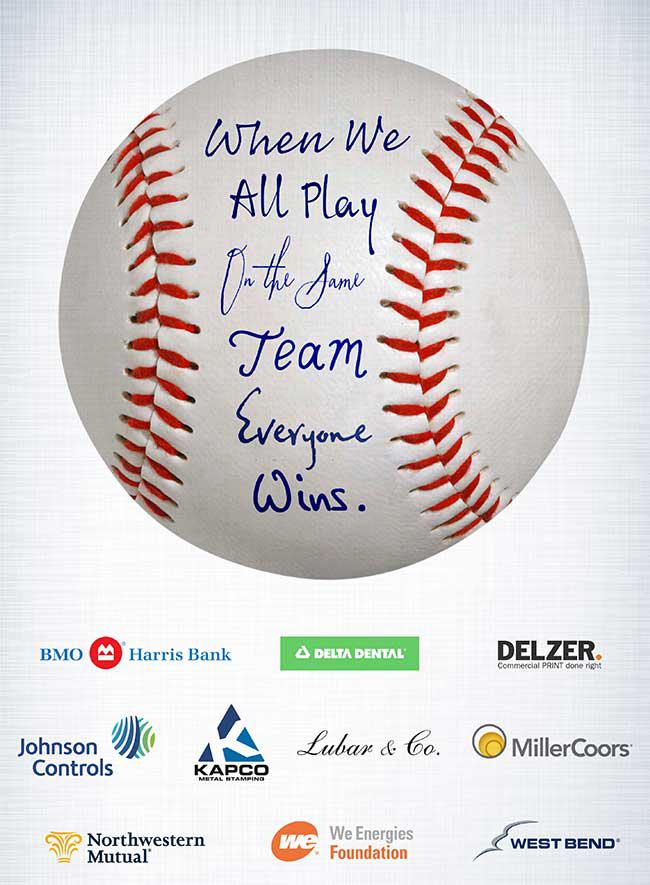 When We
All Play
On the Same
Team
Everyone
Wins.
BMO Harris Bank
DELTA DENTAL
DELZER.
Commercial PRINT done right
Johnson
Controls
KAPCO
METAL STAMPING
Lubar & Co.
MillerCoors
Northwestern
Mutual®
we®
We Energies
Foundation
WEST BEND®